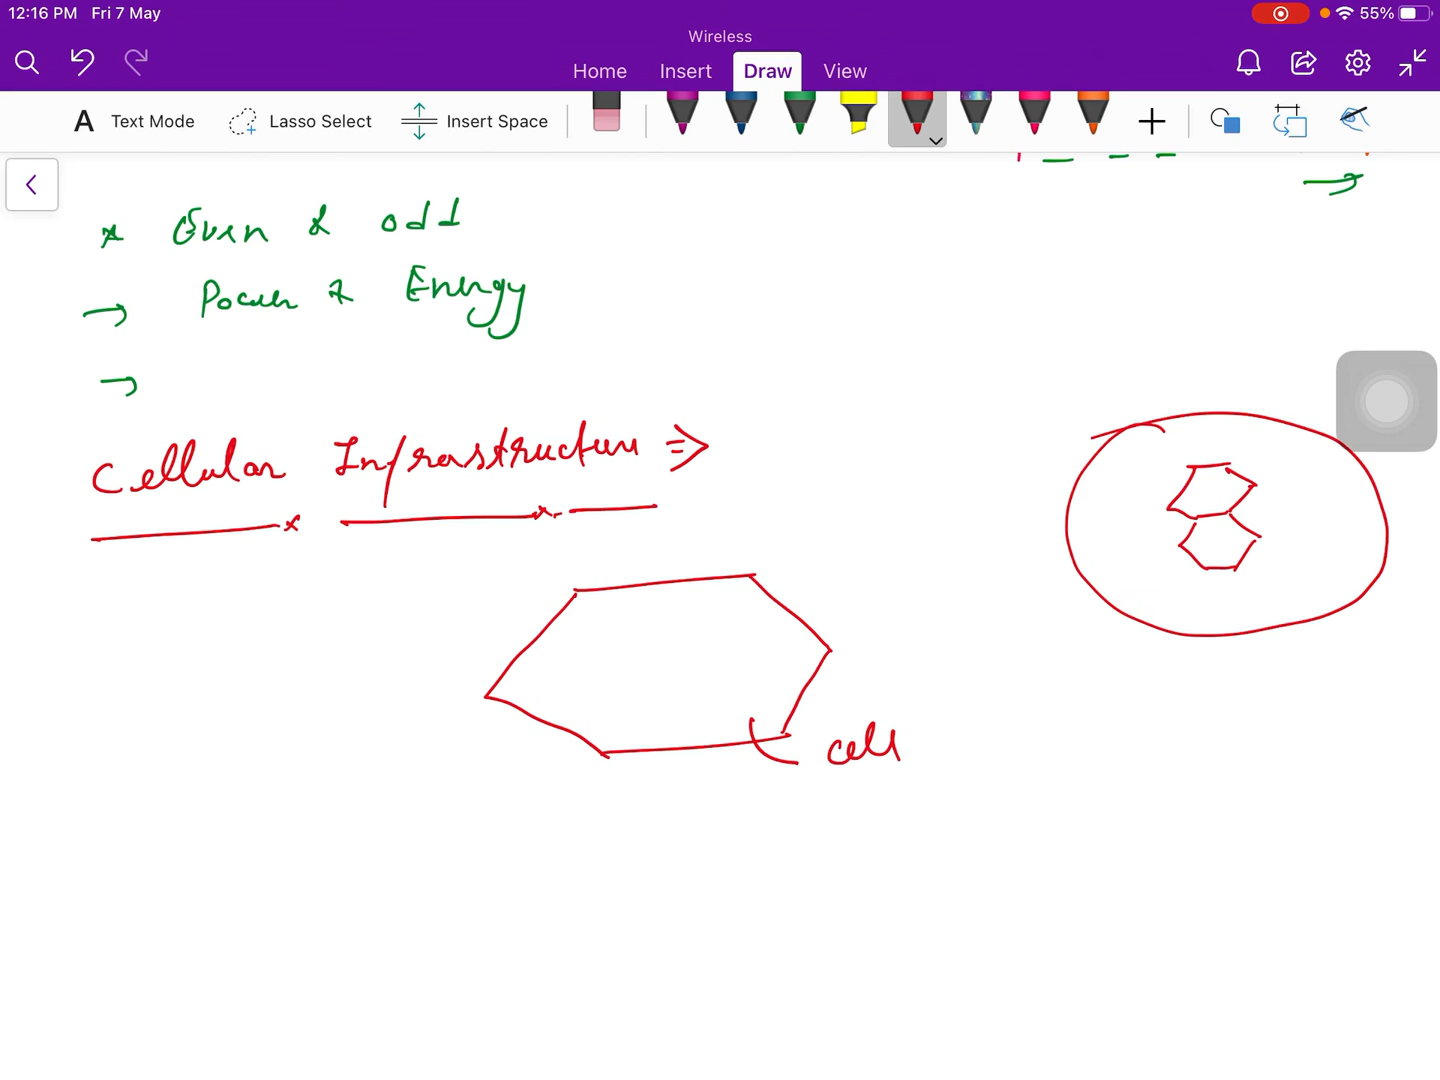 12:16 PM Fri 7 May 55%
Wireless
Home Insert Draw View
A Text Mode Lasso Select Insert Space
* Even & odd
→ Power & Energy
→
Cellular Infrastructure ⇒
cell